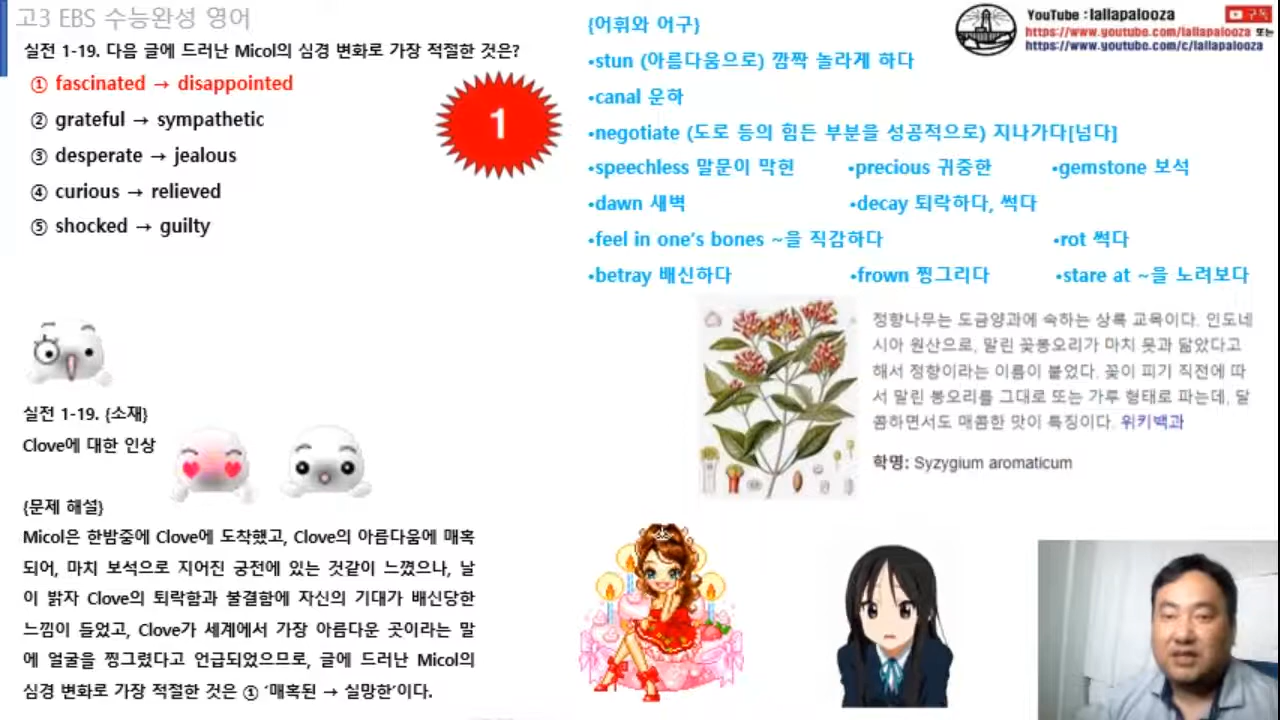 고3 EBS 수능완성 영어
실전 1-19. 다음 글에 드러난 Micol의 심경 변화로 가장 적절한 것은?
① fascinated → disappointed
② grateful → sympathetic
③ desperate → jealous
④ curious → relieved
⑤ shocked → guilty
1
실전 1-19. {소재}
Clove에 대한 인상
{문제 해설}
Micol은 한밤중에 Clove에 도착했고, Clove의 아름다움에 매혹
되어, 마치 보석으로 지어진 궁전에 있는 것같이 느꼈으나, 날
이 밝자 Clove의 퇴락함과 불결함에 자신의 기대가 배신당한
느낌이 들었고, Clove가 세계에서 가장 아름다운 곳이라는 말
에 얼굴을 찡그렸다고 언급되었으므로, 글에 드러난 Micol의
심경 변화로 가장 적절한 것은 ① ‘매혹된 → 실망한’이다.
{어휘와 어구}
•stun (아름다움으로) 깜짝 놀라게 하다
•canal 운하
•negotiate (도로 등의 힘든 부분을 성공적으로) 지나가다[넘다]
•speechless 말문이 막힌 •precious 귀중한 •gemstone 보석
•dawn 새벽 •decay 퇴락하다, 썩다
•feel in one's bones ~을 직감하다 •rot 썩다
•betray 배신하다 •frown 찡그리다 •stare at ~을 노려보다
YouTube : lallapalooza
구독
https://www.youtube.com/lallapalooza 또는
https://www.youtube.com/c/lallapalooza
정향나무는 도금양과에 속하는 상록 교목이다. 인도네
시아 원산으로, 말린 꽃봉오리가 마치 못과 닮았다고
해서 정향이라는 이름이 붙었다. 꽃이 피기 직전에 따
서 말린 봉오리를 그대로 또는 가루 형태로 파는데, 달
콤하면서도 매콤한 맛이 특징이다. 위키백과
학명: Syzygium aromaticum